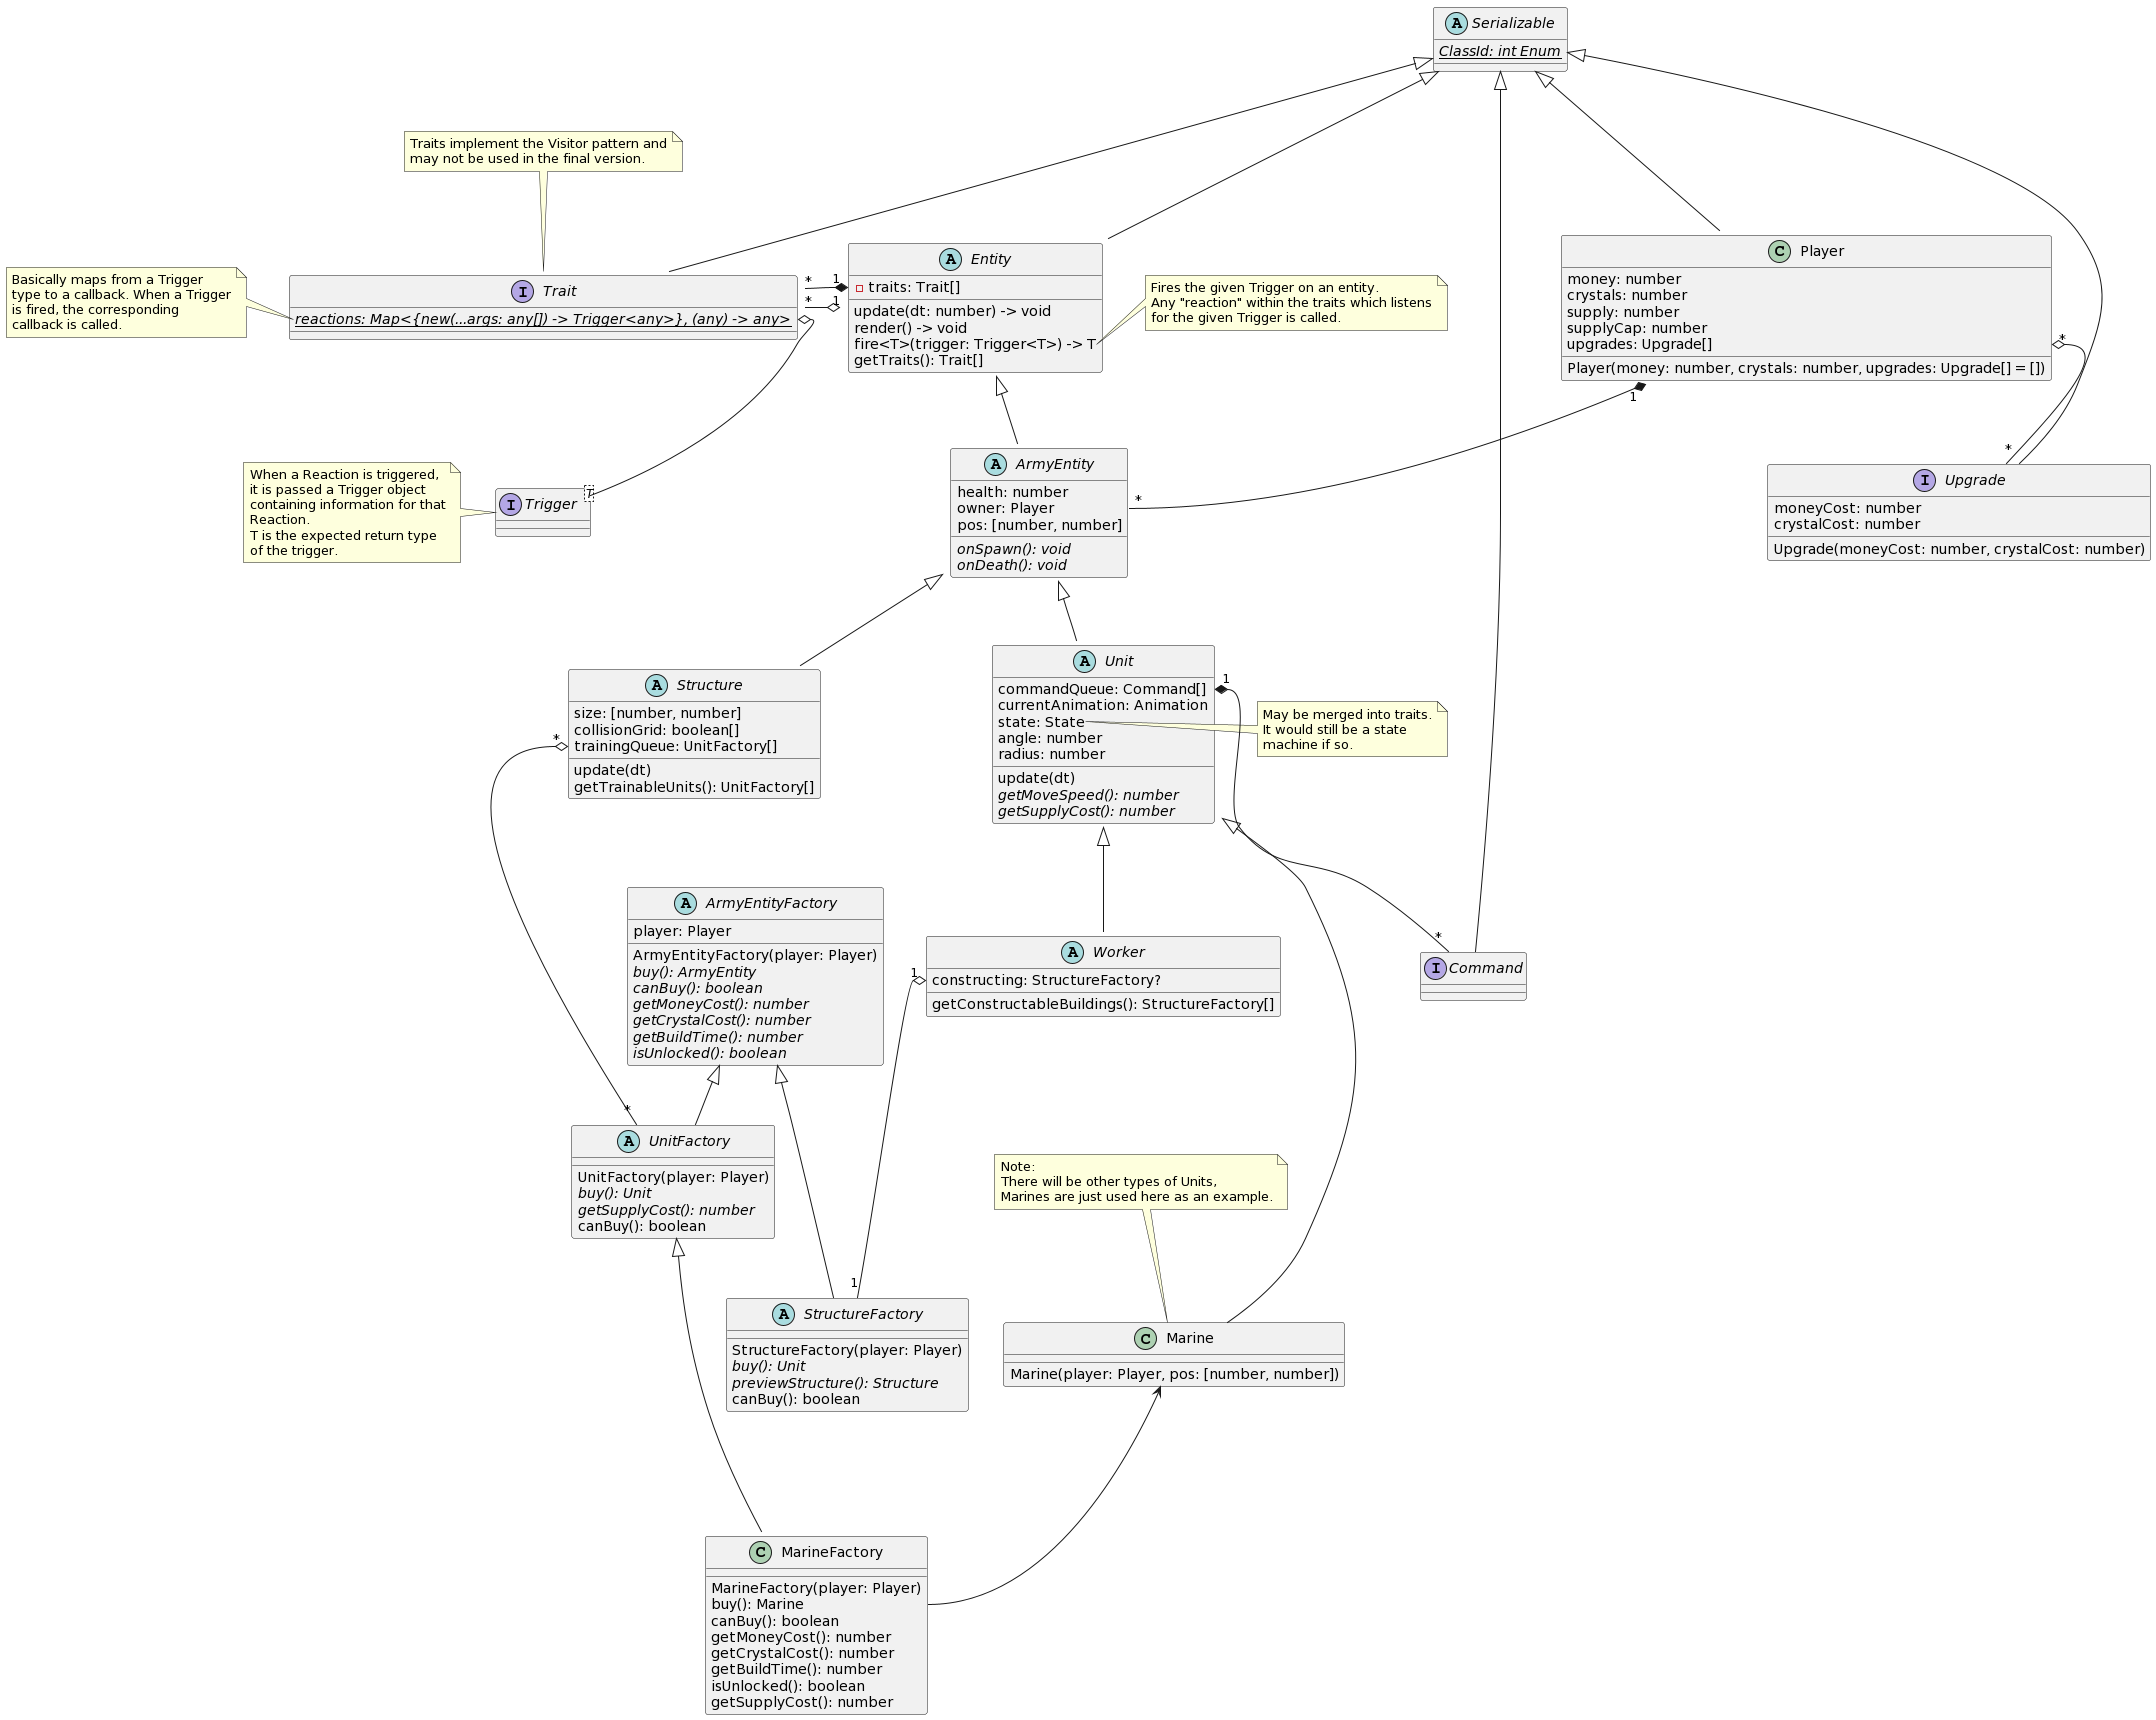 A Serializable
ClassId: int Enum
Traits implement the Visitor pattern and
may not be used in the final version.
Basically maps from a Trigger
type to a callback. When a Trigger
is fired, the corresponding
callback is called.
I Trait
reactions: Map<{new(...args: any[]) -> Trigger<any>}, (any) -> any>
* 1
* 1
A Entity
traits: Trait[]
update(dt: number) -> void
render() -> void
fire<T>(trigger: Trigger<T>) -> T
getTraits(): Trait[]
Fires the given Trigger on an entity.
Any "reaction" within the traits which listens
for the given Trigger is called.
C Player
money: number
crystals: number
supply: number
supplyCap: number
upgrades: Upgrade[]
Player(money: number, crystals: number, upgrades: Upgrade[] = [])
*
1
*
When a Reaction is triggered,
it is passed a Trigger object
containing information for that
Reaction.
T is the expected return type
of the trigger.
I Trigger T
A ArmyEntity
health: number
owner: Player
pos: [number, number]
onSpawn(): void
onDeath(): void
*
I Upgrade
moneyCost: number
crystalCost: number
Upgrade(moneyCost: number, crystalCost: number)
A Structure
size: [number, number]
collisionGrid: boolean[]
trainingQueue: UnitFactory[]
update(dt)
getTrainableUnits(): UnitFactory[]
*
A Unit
commandQueue: Command[]
currentAnimation: Animation
state: State
angle: number
radius: number
update(dt)
getMoveSpeed(): number
getSupplyCost(): number
1
May be merged into traits.
It would still be a state
machine if so.
A ArmyEntityFactory
player: Player
ArmyEntityFactory(player: Player)
buy(): ArmyEntity
canBuy(): boolean
getMoneyCost(): number
getCrystalCost(): number
getBuildTime(): number
isUnlocked(): boolean
1
A Worker
constructing: StructureFactory?
getConstructableBuildings(): StructureFactory[]
*
I Command
*
A UnitFactory
UnitFactory(player: Player)
buy(): Unit
getSupplyCost(): number
canBuy(): boolean
Note:
There will be other types of Units,
Marines are just used here as an example.
1
A StructureFactory
StructureFactory(player: Player)
buy(): Unit
previewStructure(): Structure
canBuy(): boolean
C Marine
Marine(player: Player, pos: [number, number])
C MarineFactory
MarineFactory(player: Player)
buy(): Marine
canBuy(): boolean
getMoneyCost(): number
getCrystalCost(): number
getBuildTime(): number
isUnlocked(): boolean
getSupplyCost(): number